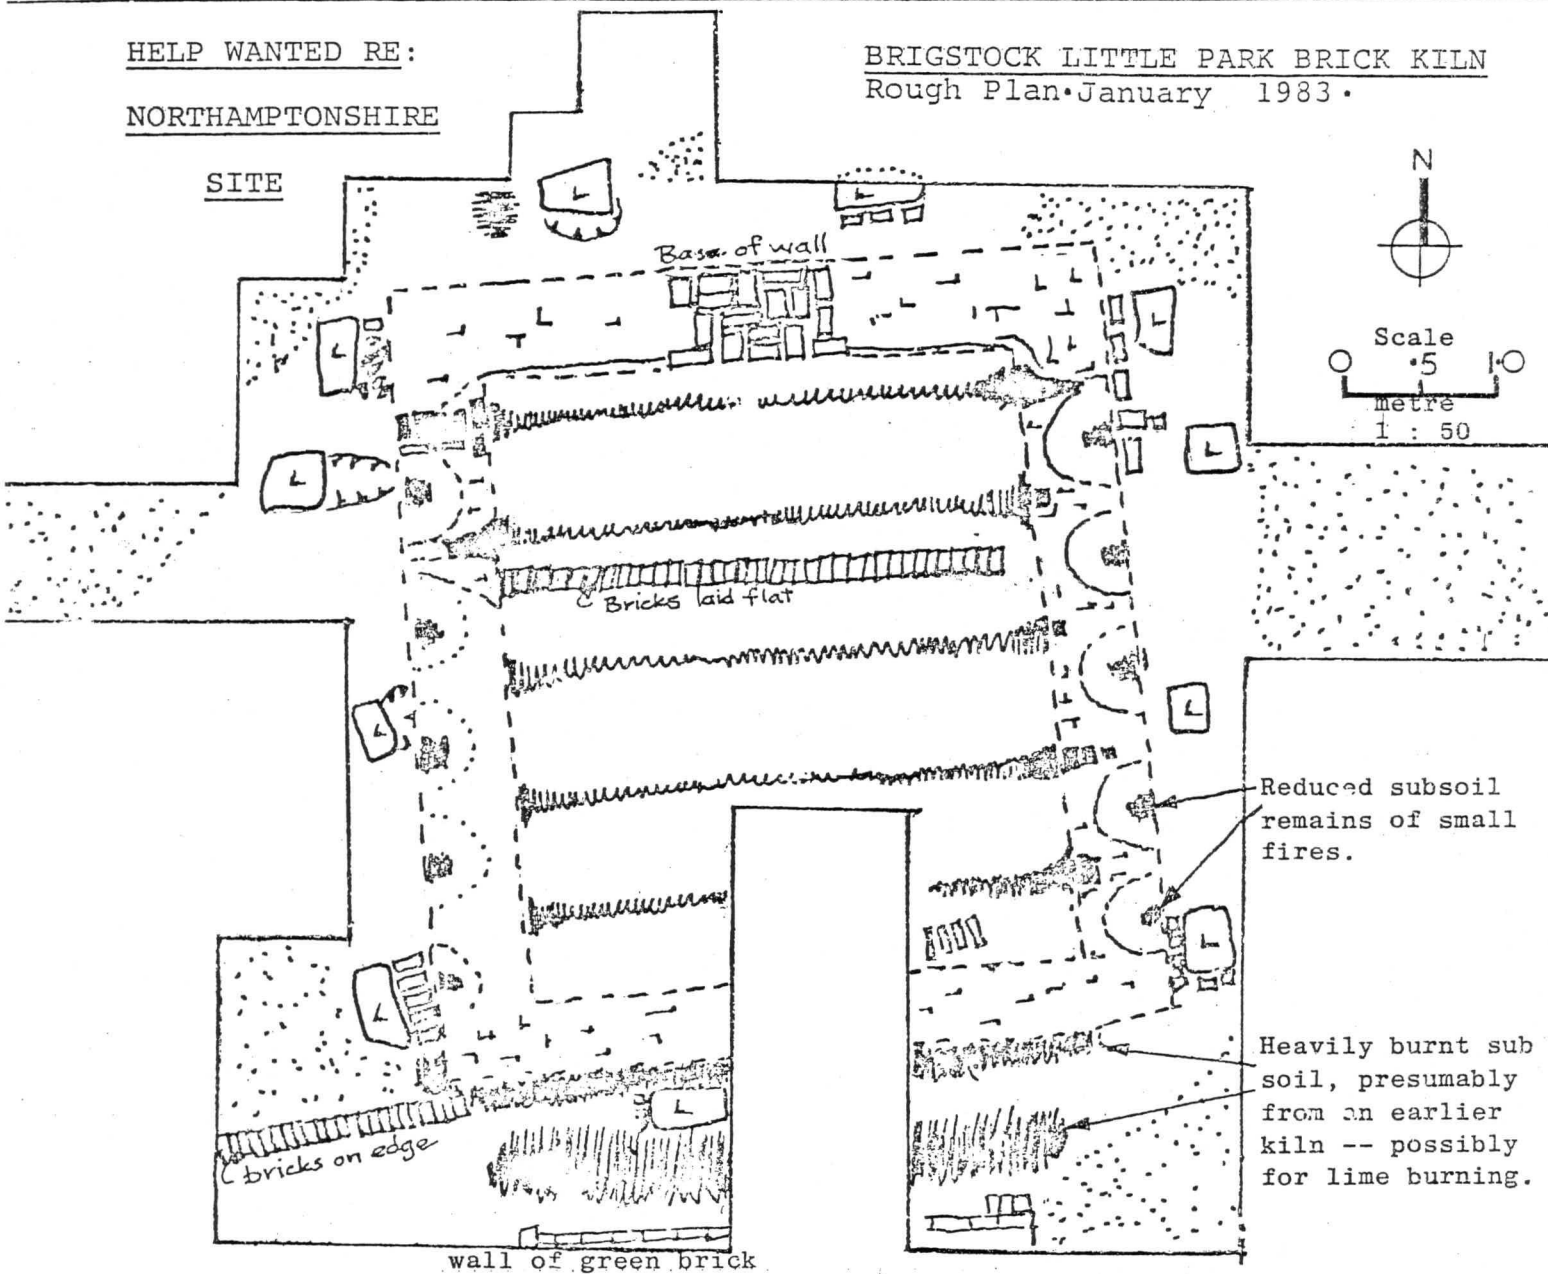 HELP WANTED RE:
NORTHAMPTONSHIRE
SITE
BRIGSTOCK LITTLE PARK BRICK KILN
Rough Plan·January 1983·
N
Scale
0 ·5 1·0
metre
1 : 50
Base of wall
L
L
L
L
L
L
L
L
L
L
L
L
Bricks laid flat
Reduced subsoil
remains of small
fires.
Heavily burnt sub
soil, presumably
from an earlier
kiln -- possibly
for lime burning.
bricks on edge
wall of green brick